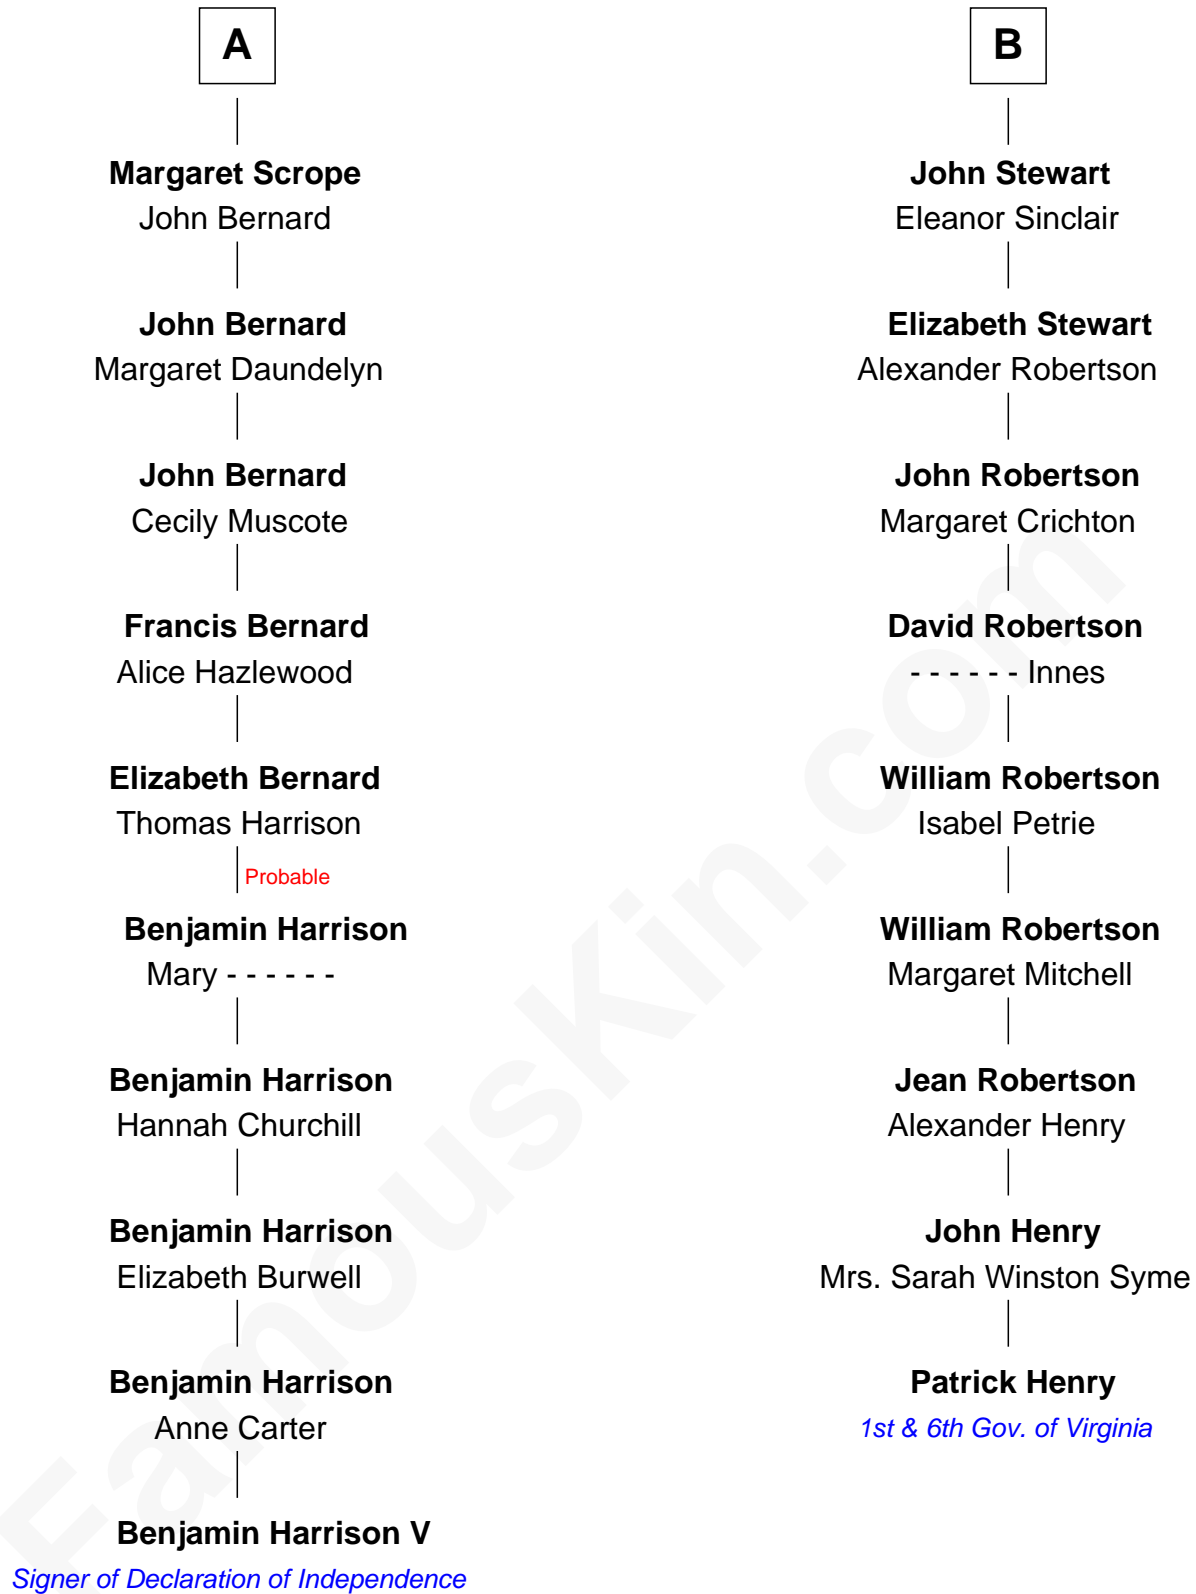 A
Margaret Scrope
John Bernard
John Bernard
Margaret Daundelyn
John Bernard
Cecily Muscote
Francis Bernard
Alice Hazlewood
Elizabeth Bernard
Thomas Harrison
Probable
Benjamin Harrison
Mary - - - - - -
Benjamin Harrison
Hannah Churchill
Benjamin Harrison
Elizabeth Burwell
Benjamin Harrison
Anne Carter
Benjamin Harrison V
Signer of Declaration of Independence
B
John Stewart
Eleanor Sinclair
Elizabeth Stewart
Alexander Robertson
John Robertson
Margaret Crichton
David Robertson
- - - - - - Innes
William Robertson
Isabel Petrie
William Robertson
Margaret Mitchell
Jean Robertson
Alexander Henry
John Henry
Mrs. Sarah Winston Syme
Patrick Henry
1st & 6th Gov. of Virginia
FamousKin.com